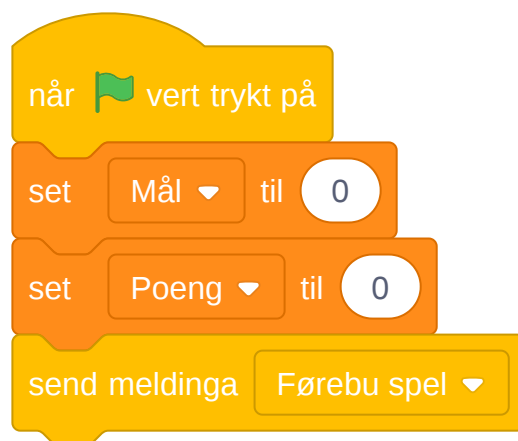 når vert trykt på
set Mål til 0
set Poeng til 0
send meldinga Førebu spel